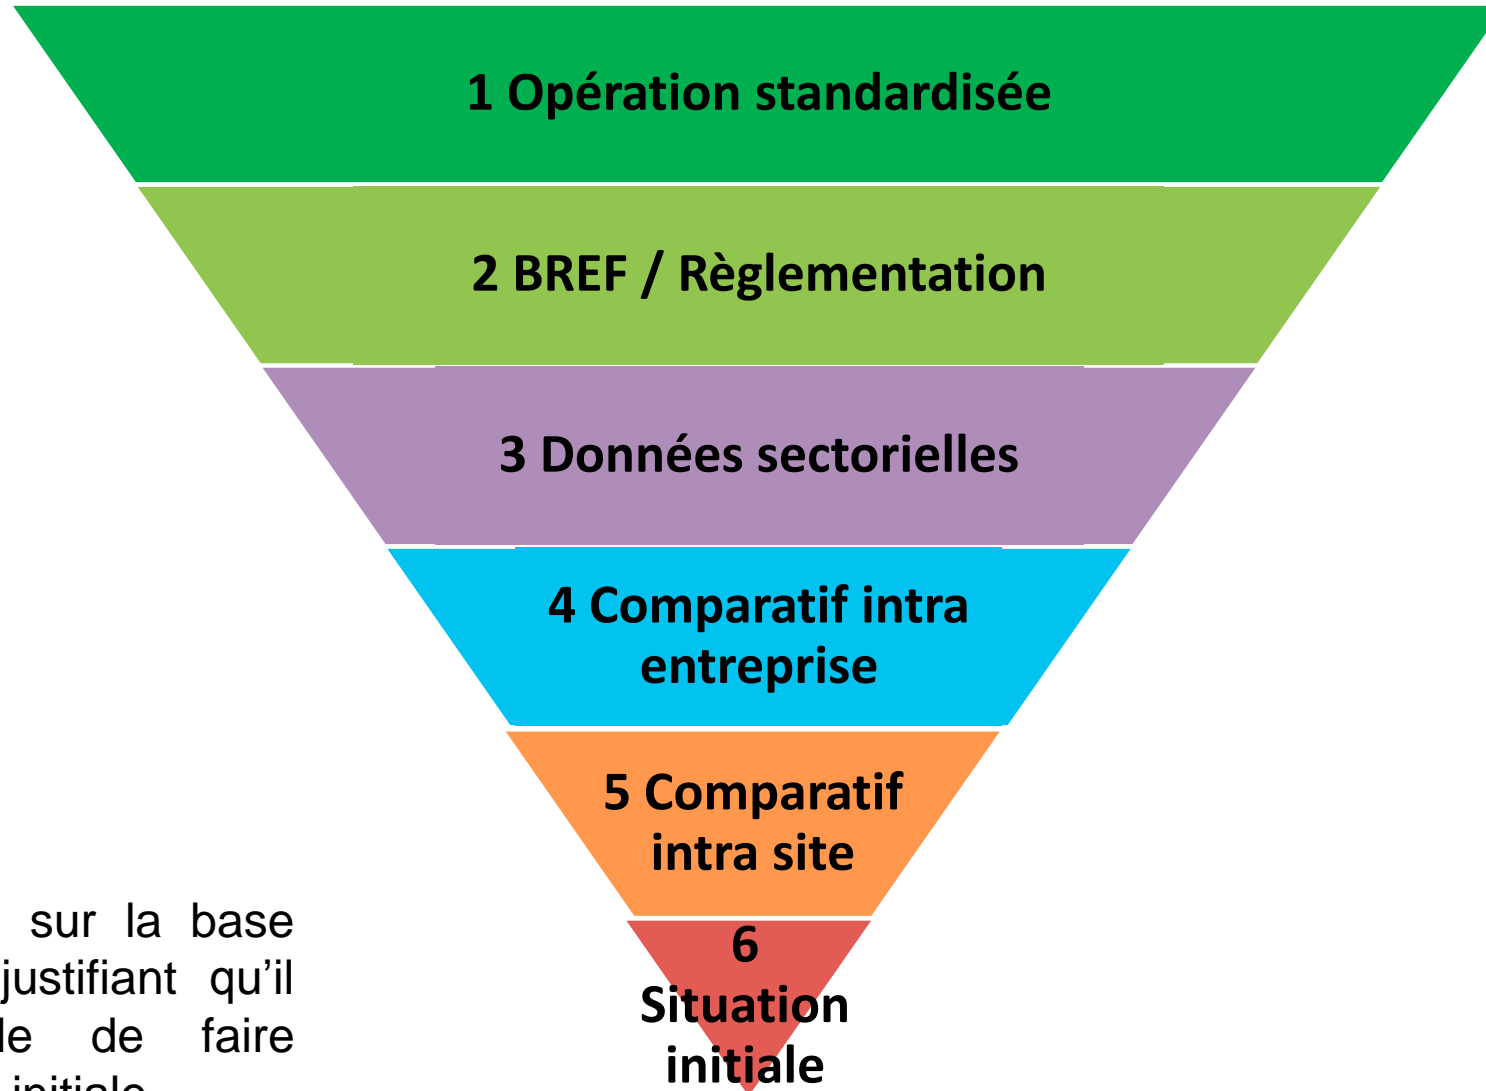 1 Opération standardisée
2 BREF / Règlementation
3 Données sectorielles
4 Comparatif intra
entreprise
5 Comparatif
intra site
6
Situation
initiale
sur la base
justifiant qu’il
de faire
initiale